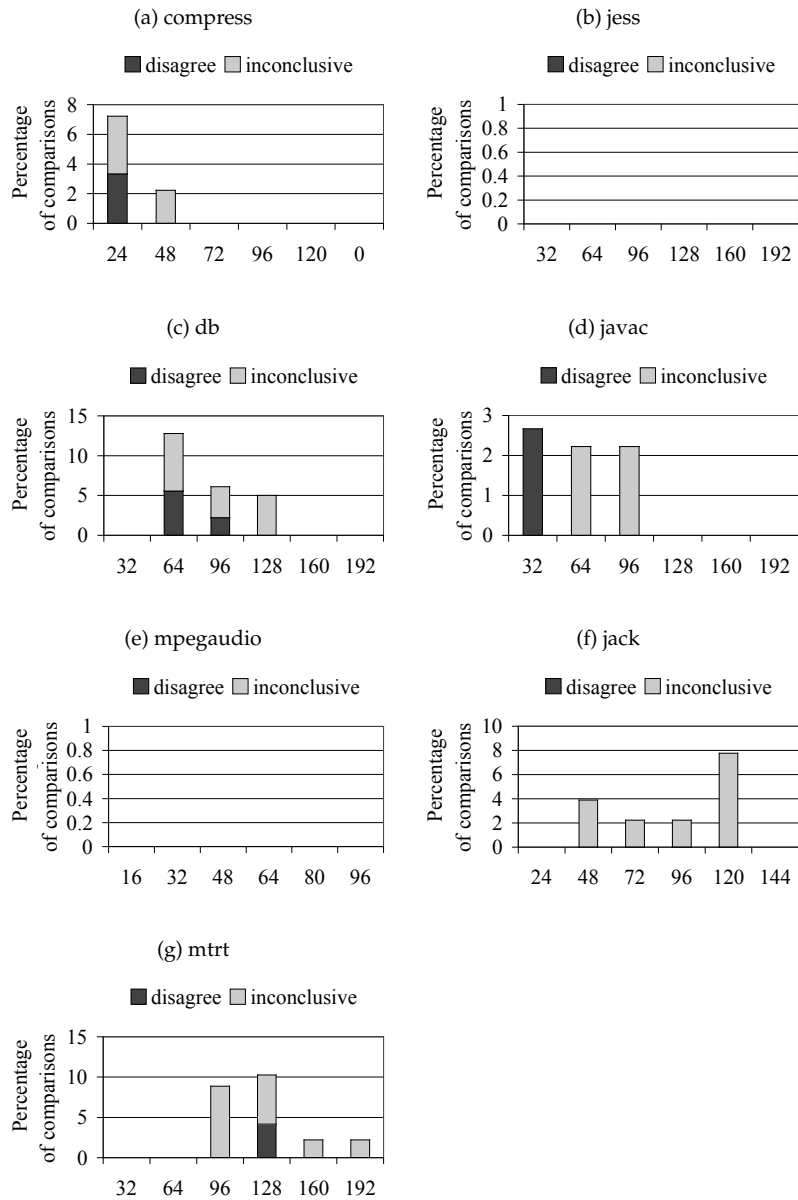 (a) compress
(b) jess
disagree inconclusive
disagree inconclusive
Percentage
of comparisons
8
6
4
2
0
24 48 72 96 120 0
Percentage
of comparisons
1
0.8
0.6
0.4
0.2
0
32 64 96 128 160 192
(c) db
(d) javac
disagree inconclusive
disagree inconclusive
Percentage
of comparisons
15
10
5
0
32 64 96 128 160 192
Percentage
of comparisons
3
2
1
0
32 64 96 128 160 192
(e) mpegaudio
(f) jack
disagree inconclusive
disagree inconclusive
Percentage
of comparisons
1
0.8
0.6
0.4
0.2
0
16 32 48 64 80 96
Percentage
of comparisons
10
8
6
4
2
0
24 48 72 96 120 144
(g) mtrt
disagree inconclusive
Percentage
of comparisons
15
10
5
0
32 64 96 128 160 192